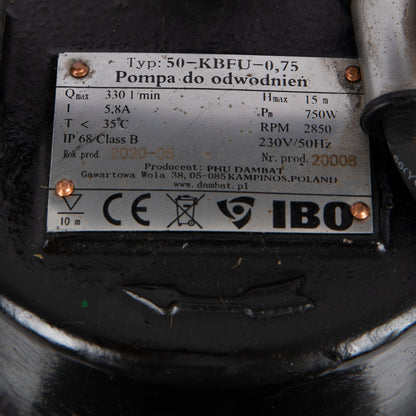 Typ: 50-KBFU-0,75
Pompa do odwodnień
Qmax 330 l/min Hmax 15 m
I 5,8A Pm 750W
T < 35°C RPM 2850
IP 68/Class B 230V/50Hz
Rok prod. 2020-05 Nr. prod. 20008
Producent: PHU DAMBAT
Gawartowa Wola 38, 05-085 KAMPINOS, POLAND
www.dambat.pl
10 m CE IBO